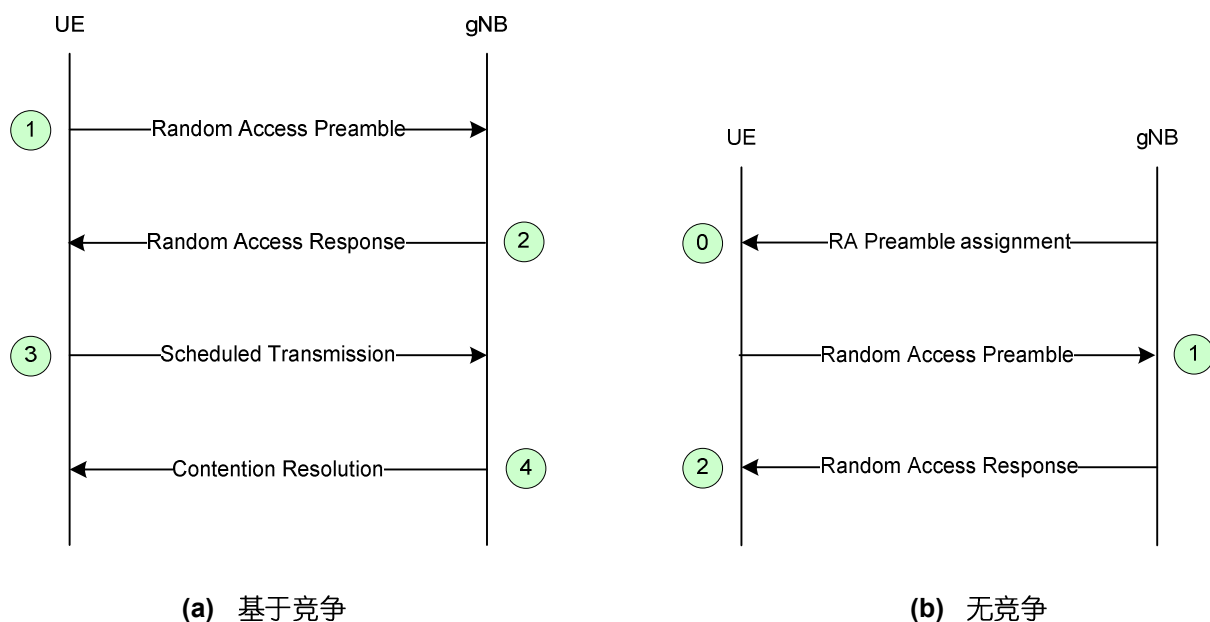 UE
gNB
1
Random Access Preamble
Random Access Response
2
3
Scheduled Transmission
Contention Resolution
4
(a) 基于竞争
UE
gNB
0
RA Preamble assignment
Random Access Preamble
1
2
Random Access Response
(b) 无竞争